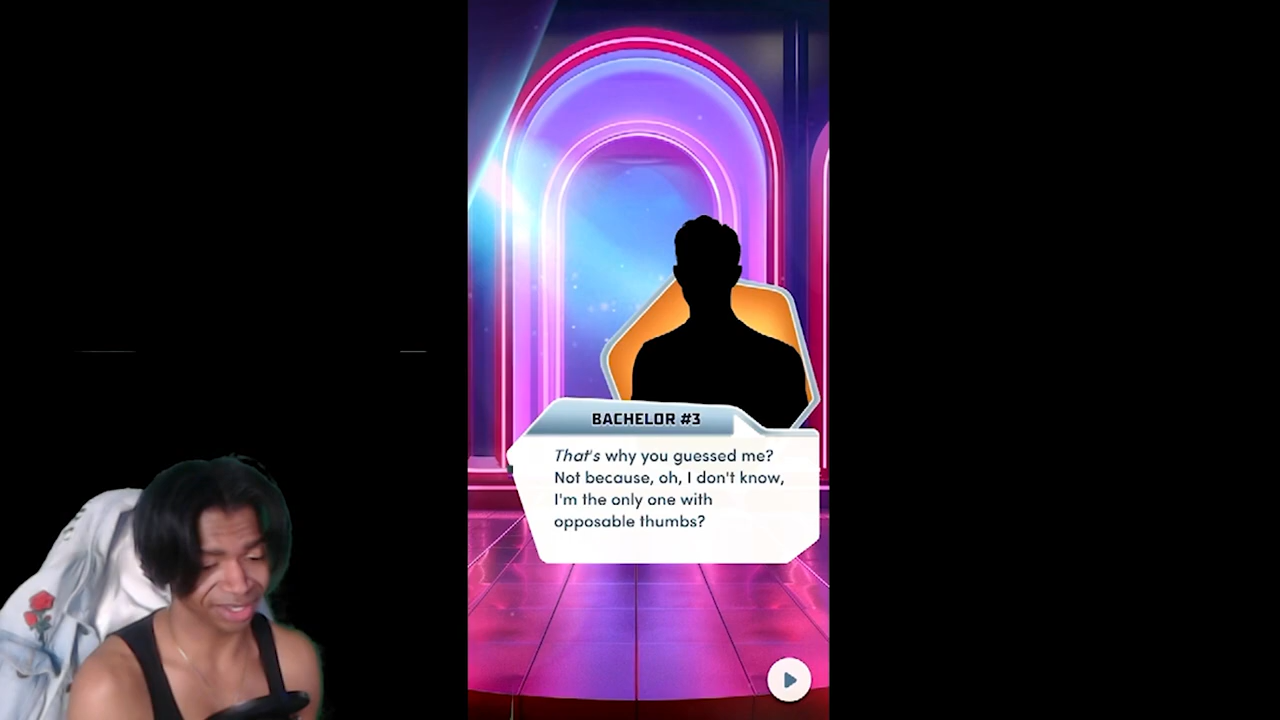 BACHELOR #3
That's why you guessed me?
Not because, oh, I don't know,
I'm the only one with
opposable thumbs?